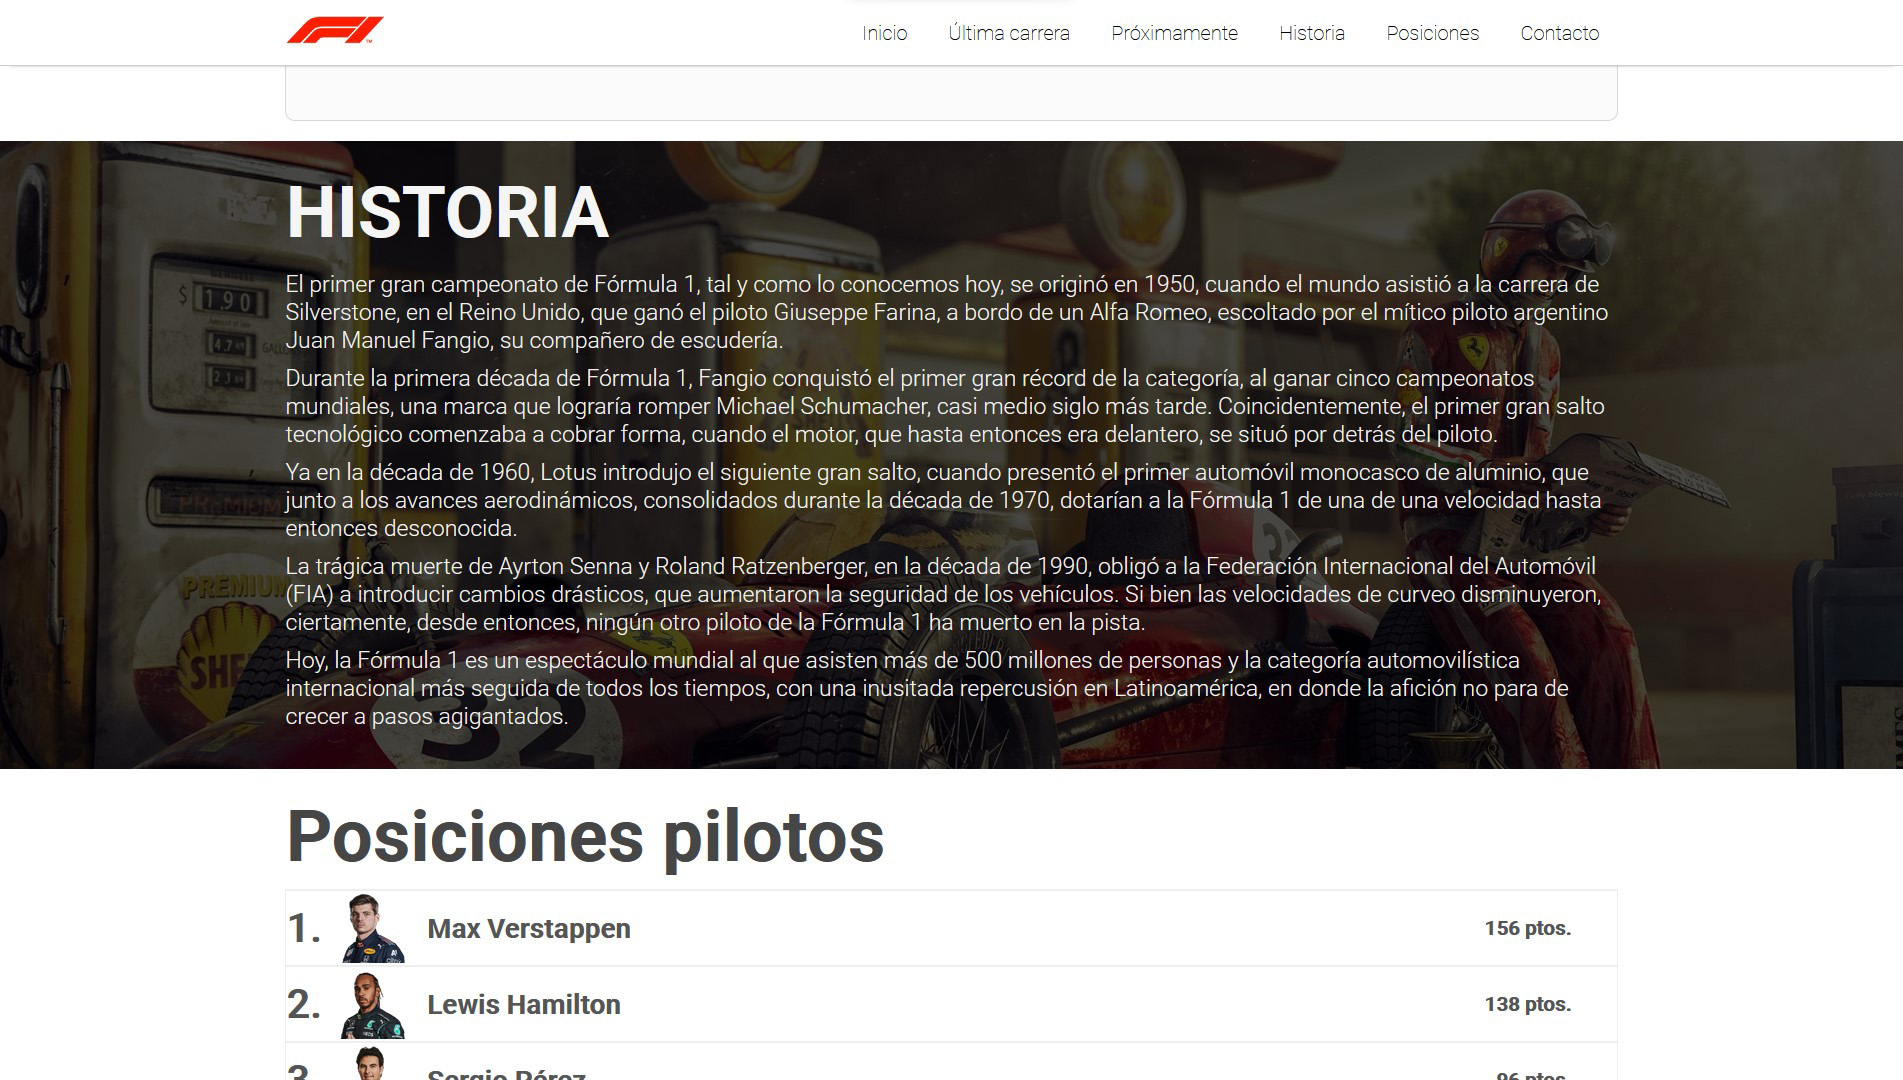 Inicio
Última carrera
Próximamente
Historia
Posiciones
Contacto
HISTORIA
El primer gran campeonato de Fórmula 1, tal y como lo conocemos hoy, se originó en 1950, cuando el mundo asistió a la carrera de
Silverstone, en el Reino Unido, que ganó el piloto Giuseppe Farina, a bordo de un Alfa Romeo, escoltado por el mítico piloto argentino
Juan Manuel Fangio, su compañero de escudería.
Durante la primera década de Fórmula 1, Fangio conquistó el primer gran récord de la categoría, al ganar cinco campeonatos
mundiales, una marca que lograría romper Michael Schumacher, casi medio siglo más tarde. Coincidentemente, el primer gran salto
tecnológico comenzaba a cobrar forma, cuando el motor, que hasta entonces era delantero, se situó por detrás del piloto.
Ya en la década de 1960, Lotus introdujo el siguiente gran salto, cuando presentó el primer automóvil monocasco de aluminio, que
junto a los avances aerodinámicos, consolidados durante la década de 1970, dotarían a la Fórmula 1 de una de una velocidad hasta
entonces desconocida.
La trágica muerte de Ayrton Senna y Roland Ratzenberger, en la década de 1990, obligó a la Federación Internacional del Automóvil
(FIA) a introducir cambios drásticos, que aumentaron la seguridad de los vehículos. Si bien las velocidades de curveo disminuyeron,
ciertamente, desde entonces, ningún otro piloto de la Fórmula 1 ha muerto en la pista.
Hoy, la Fórmula 1 es un espectáculo mundial al que asisten más de 500 millones de personas y la categoría automovilística
internacional más seguida de todos los tiempos, con una inusitada repercusión en Latinoamérica, en donde la afición no para de
crecer a pasos agigantados.
$ 190
PREMIUM
PREMIUM
SHE
32
Posiciones pilotos
1. Max Verstappen 156 ptos.
2. Lewis Hamilton 138 ptos.
3. Sergio Pérez 96 ptos.